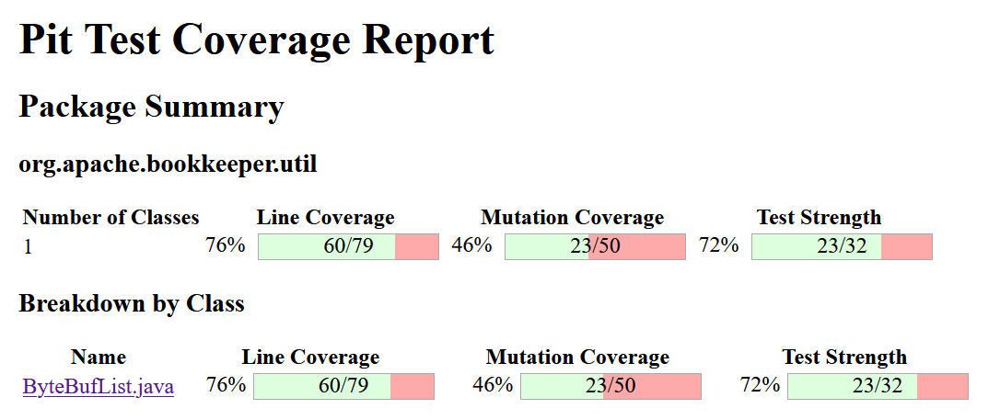 Pit Test Coverage Report
Package Summary
org.apache.bookkeeper.util
Number of Classes Line Coverage Mutation Coverage Test Strength
1 76% 60/79 46% 23/50 72% 23/32
Breakdown by Class
Name Line Coverage Mutation Coverage Test Strength
ByteBufList.java 76% 60/79 46% 23/50 72% 23/32